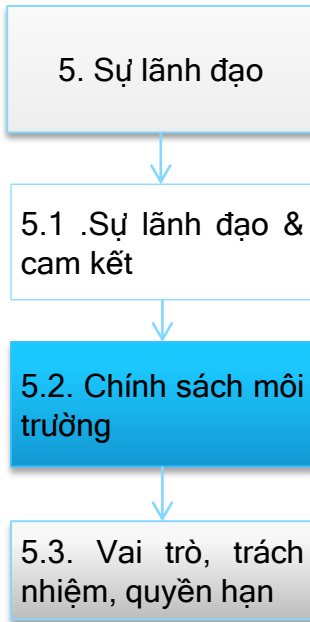 5. Sự lãnh đạo
5.1 .Sự lãnh đạo &
cam kết
5.2. Chính sách môi
trường
5.3. Vai trò, trách
nhiệm, quyền hạn